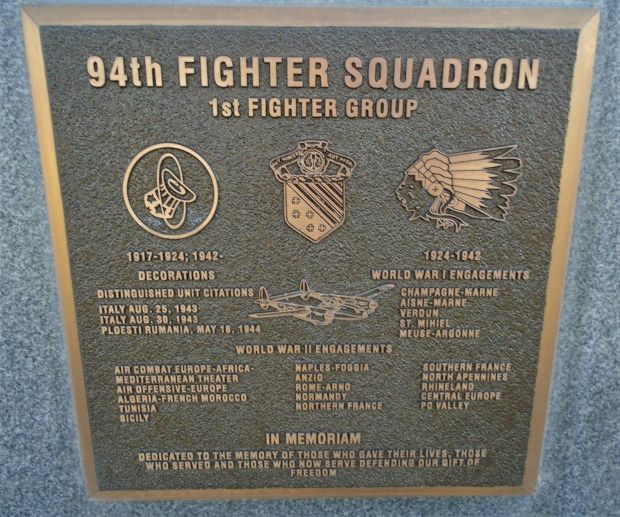 94th FIGHTER SQUADRON
1st FIGHTER GROUP
1917-1924; 1942-
1924-1942
DECORATIONS
DISTINGUISHED UNIT CITATIONS
ITALY AUG. 25, 1943
ITALY AUG. 30, 1943
PLOESTI RUMANIA, MAY 18, 1944
WORLD WAR I ENGAGEMENTS
CHAMPAGNE-MARNE
AISNE-MARNE
VERDUN
ST. MIHIEL
MEUSE-ARGONNE
WORLD WAR II ENGAGEMENTS
AIR COMBAT EUROPE-AFRICA-
MEDITERRANEAN THEATER
AIR OFFENSIVE-EUROPE
ALGERIA-FRENCH MOROCCO
TUNISIA
SICILY
NAPLES-FOGGIA
ANZIO
ROME-ARNO
NORMANDY
NORTHERN FRANCE
SOUTHERN FRANCE
NORTH APENNINES
RHINELAND
CENTRAL EUROPE
PO VALLEY
IN MEMORIAM
DEDICATED TO THE MEMORY OF THOSE WHO GAVE THEIR LIVES, THOSE
WHO SERVED AND THOSE WHO NOW SERVE DEFENDING OUR GIFT OF
FREEDOM